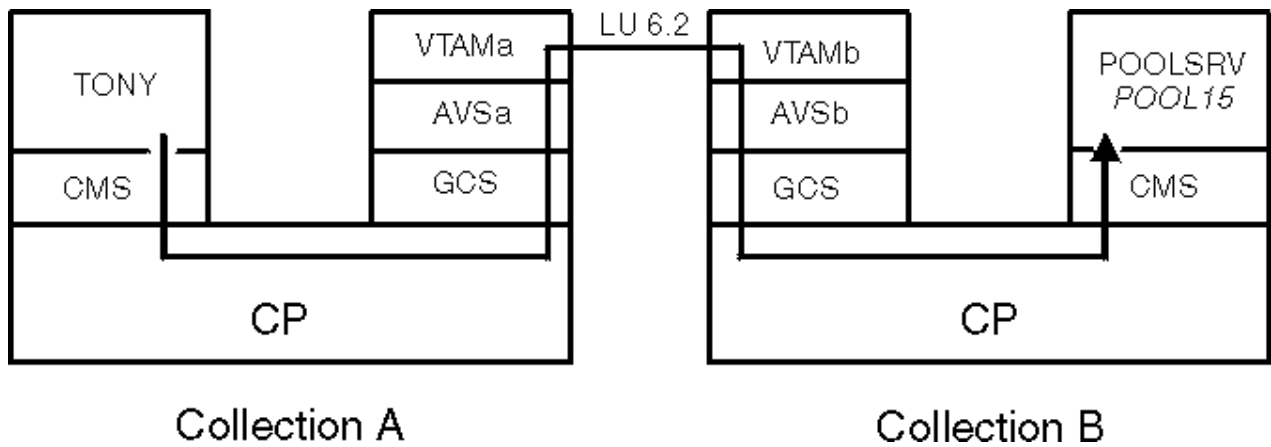 TONY
CMS
VTAMa
AVSa
GCS
CP
Collection A
LU 6.2
VTAMb
AVSb
GCS
POOLSRV
POOL15
CMS
CP
Collection B